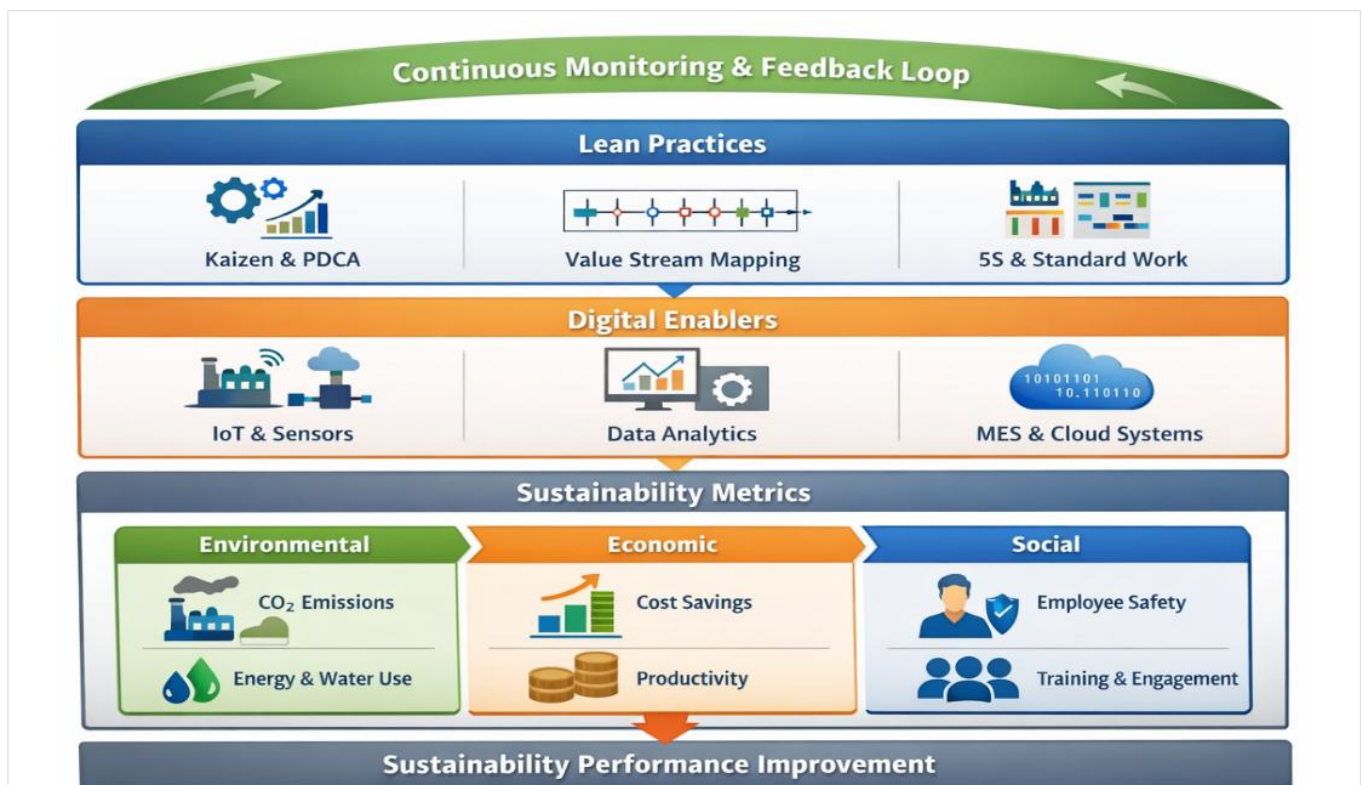 Continuous Monitoring & Feedback Loop
Lean Practices
Kaizen & PDCA
Value Stream Mapping
5S & Standard Work
Digital Enablers
10101101
10.110110
IoT & Sensors
Data Analytics
MES & Cloud Systems
Sustainability Metrics
Environmental
Economic
Social
CO₂ Emissions
Cost Savings
Employee Safety
Energy & Water Use
Productivity
Training & Engagement
Sustainability Performance Improvement